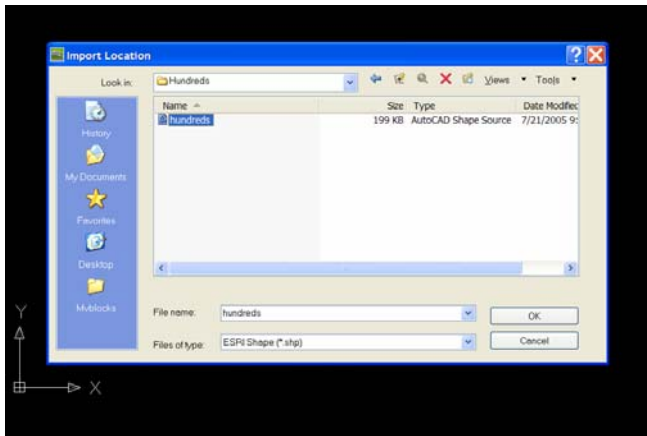 Import Location
Look in: Hundreds Views Tools
Name Size Type Date Modified
hundreds 199 KB AutoCAD Shape Source 7/21/2005 9:
History
My Documents
Favorites
Desktop
Myblocks
File name: hundreds OK
Files of type: ESRI Shape (*.shp) Cancel
Y
X